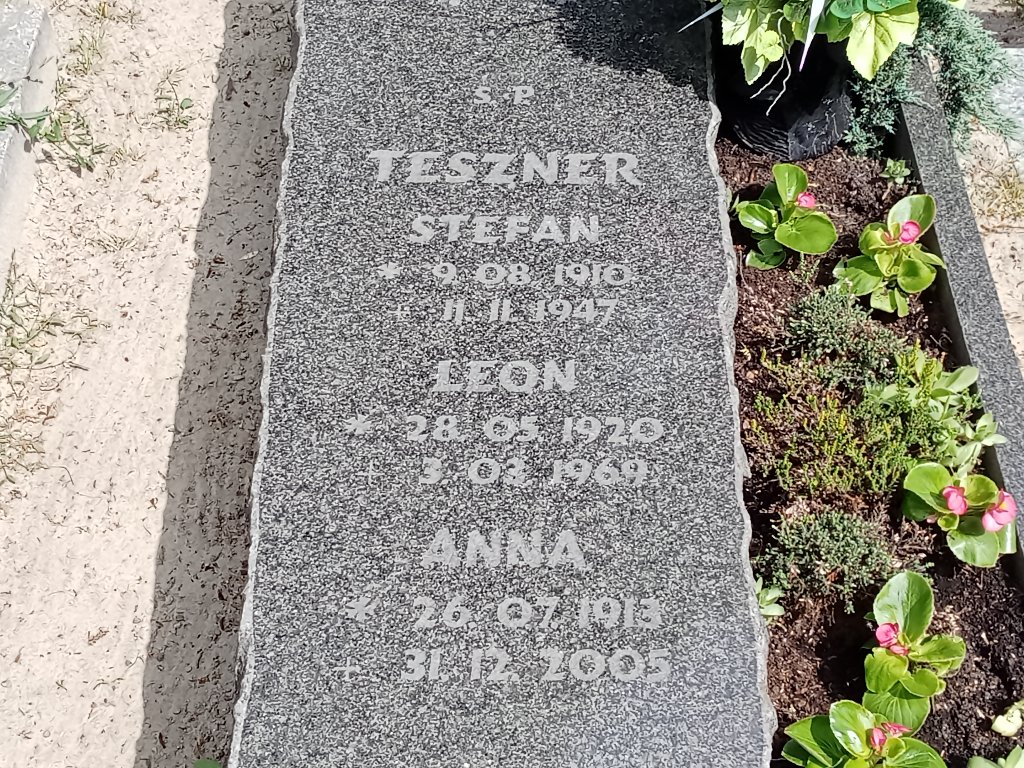 Ś. P.
TESZNER
STEFAN
* 9. 08. 1910
+ 11. 11. 1947
LEON
* 28. 05. 1920
+ 3. 03. 1969
ANNA
* 26. 07. 1913
+ 31. 12. 2005